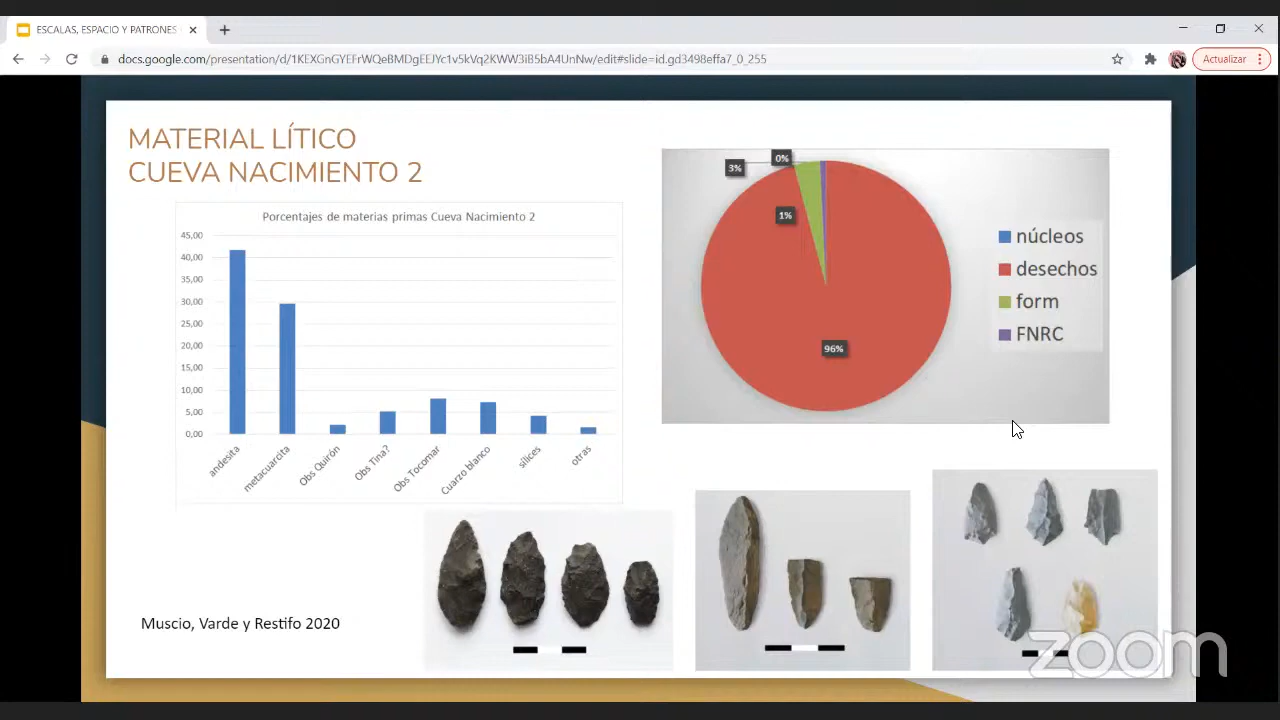 ESCALAS, ESPACIO Y PATRONES
docs.google.com/presentation/d/1KEXGnGYEFrWQeBMDgEEJYc1v5kVq2KWW3iB5bA4UnNw/edit#slide=id.gd3498effa7_0_255
Actualizar
MATERIAL LÍTICO
CUEVA NACIMIENTO 2
Porcentajes de materias primas Cueva Nacimiento 2
45,00
40,00
35,00
30,00
25,00
20,00
15,00
10,00
5,00
0,00
andesita
metacuarcita
Obs Quirón
Obs Tina?
Obs Tocomar
Cuarzo blanco
sílices
otras
0%
3%
1%
96%
núcleos
desechos
form
FNRC
Muscio, Varde y Restifo 2020
zoom